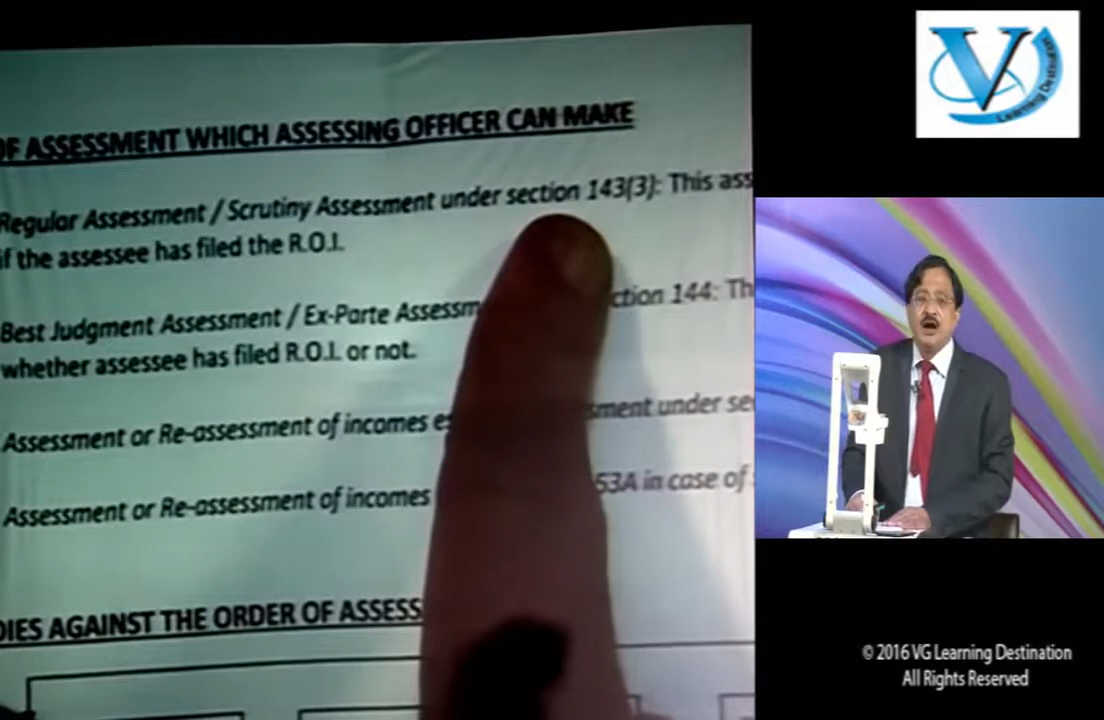 OF ASSESSMENT WHICH ASSESSING OFFICER CAN MAKE
Regular Assessment / Scrutiny Assessment under section 143(3): This ass
if the assessee has filed the R.O.I.
Best Judgment Assessment / Ex-Parte Assessm ction 144: Th
whether assessee has filed R.O.I. or not.
Assessment or Re-assessment of incomes es sment under se
Assessment or Re-assessment of incomes 53A in case of
DIES AGAINST THE ORDER OF ASSESS
V
Learning Destination
© 2016 VG Learning Destination
All Rights Reserved